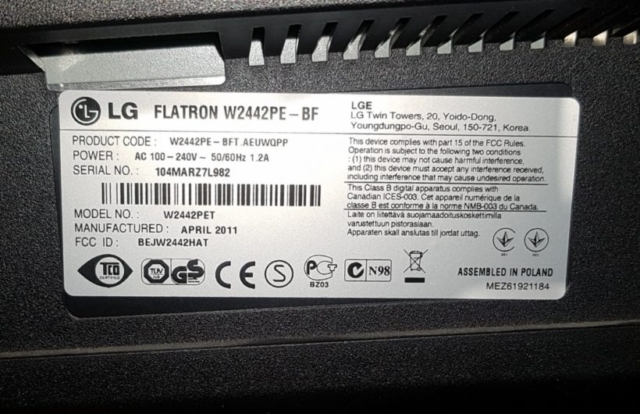 LG FLATRON W2442PE-BF
PRODUCT CODE : W2442PE-BFT.AEUWQPP
POWER : AC 100-240V ~ 50/60Hz 1.2A
SERIAL NO. : 104MARZ7L982
MODEL NO. : W2442PET
MANUFACTURED : APRIL 2011
FCC ID : BEJW2442HAT
LGE
LG Twin Towers, 20, Yoido-Dong,
Youngdungpo-Gu, Seoul, 150-721, Korea
This device complies with part 15 of the FCC Rules.
Operation is subject to the following two conditions
: (1) this device may not cause harmful interference,
and (2) this device must accept any interference received,
including interference that may cause undesired operation.
This Class B digital apparatus complies with
Canadian ICES-003. Cet appareil numérique de la
classe B est conforme à la norme NMB-003 du Canada.
Laite on liitettävä suojamaadoituskoskettimilla
varustettuun pistorasiaan.
Apparaten skall anslutas till jordat uttag.
TCO
CERTIFIED
TUV GS CE S PC BZ03 C N98
ASSEMBLED IN POLAND
MEZ61921184